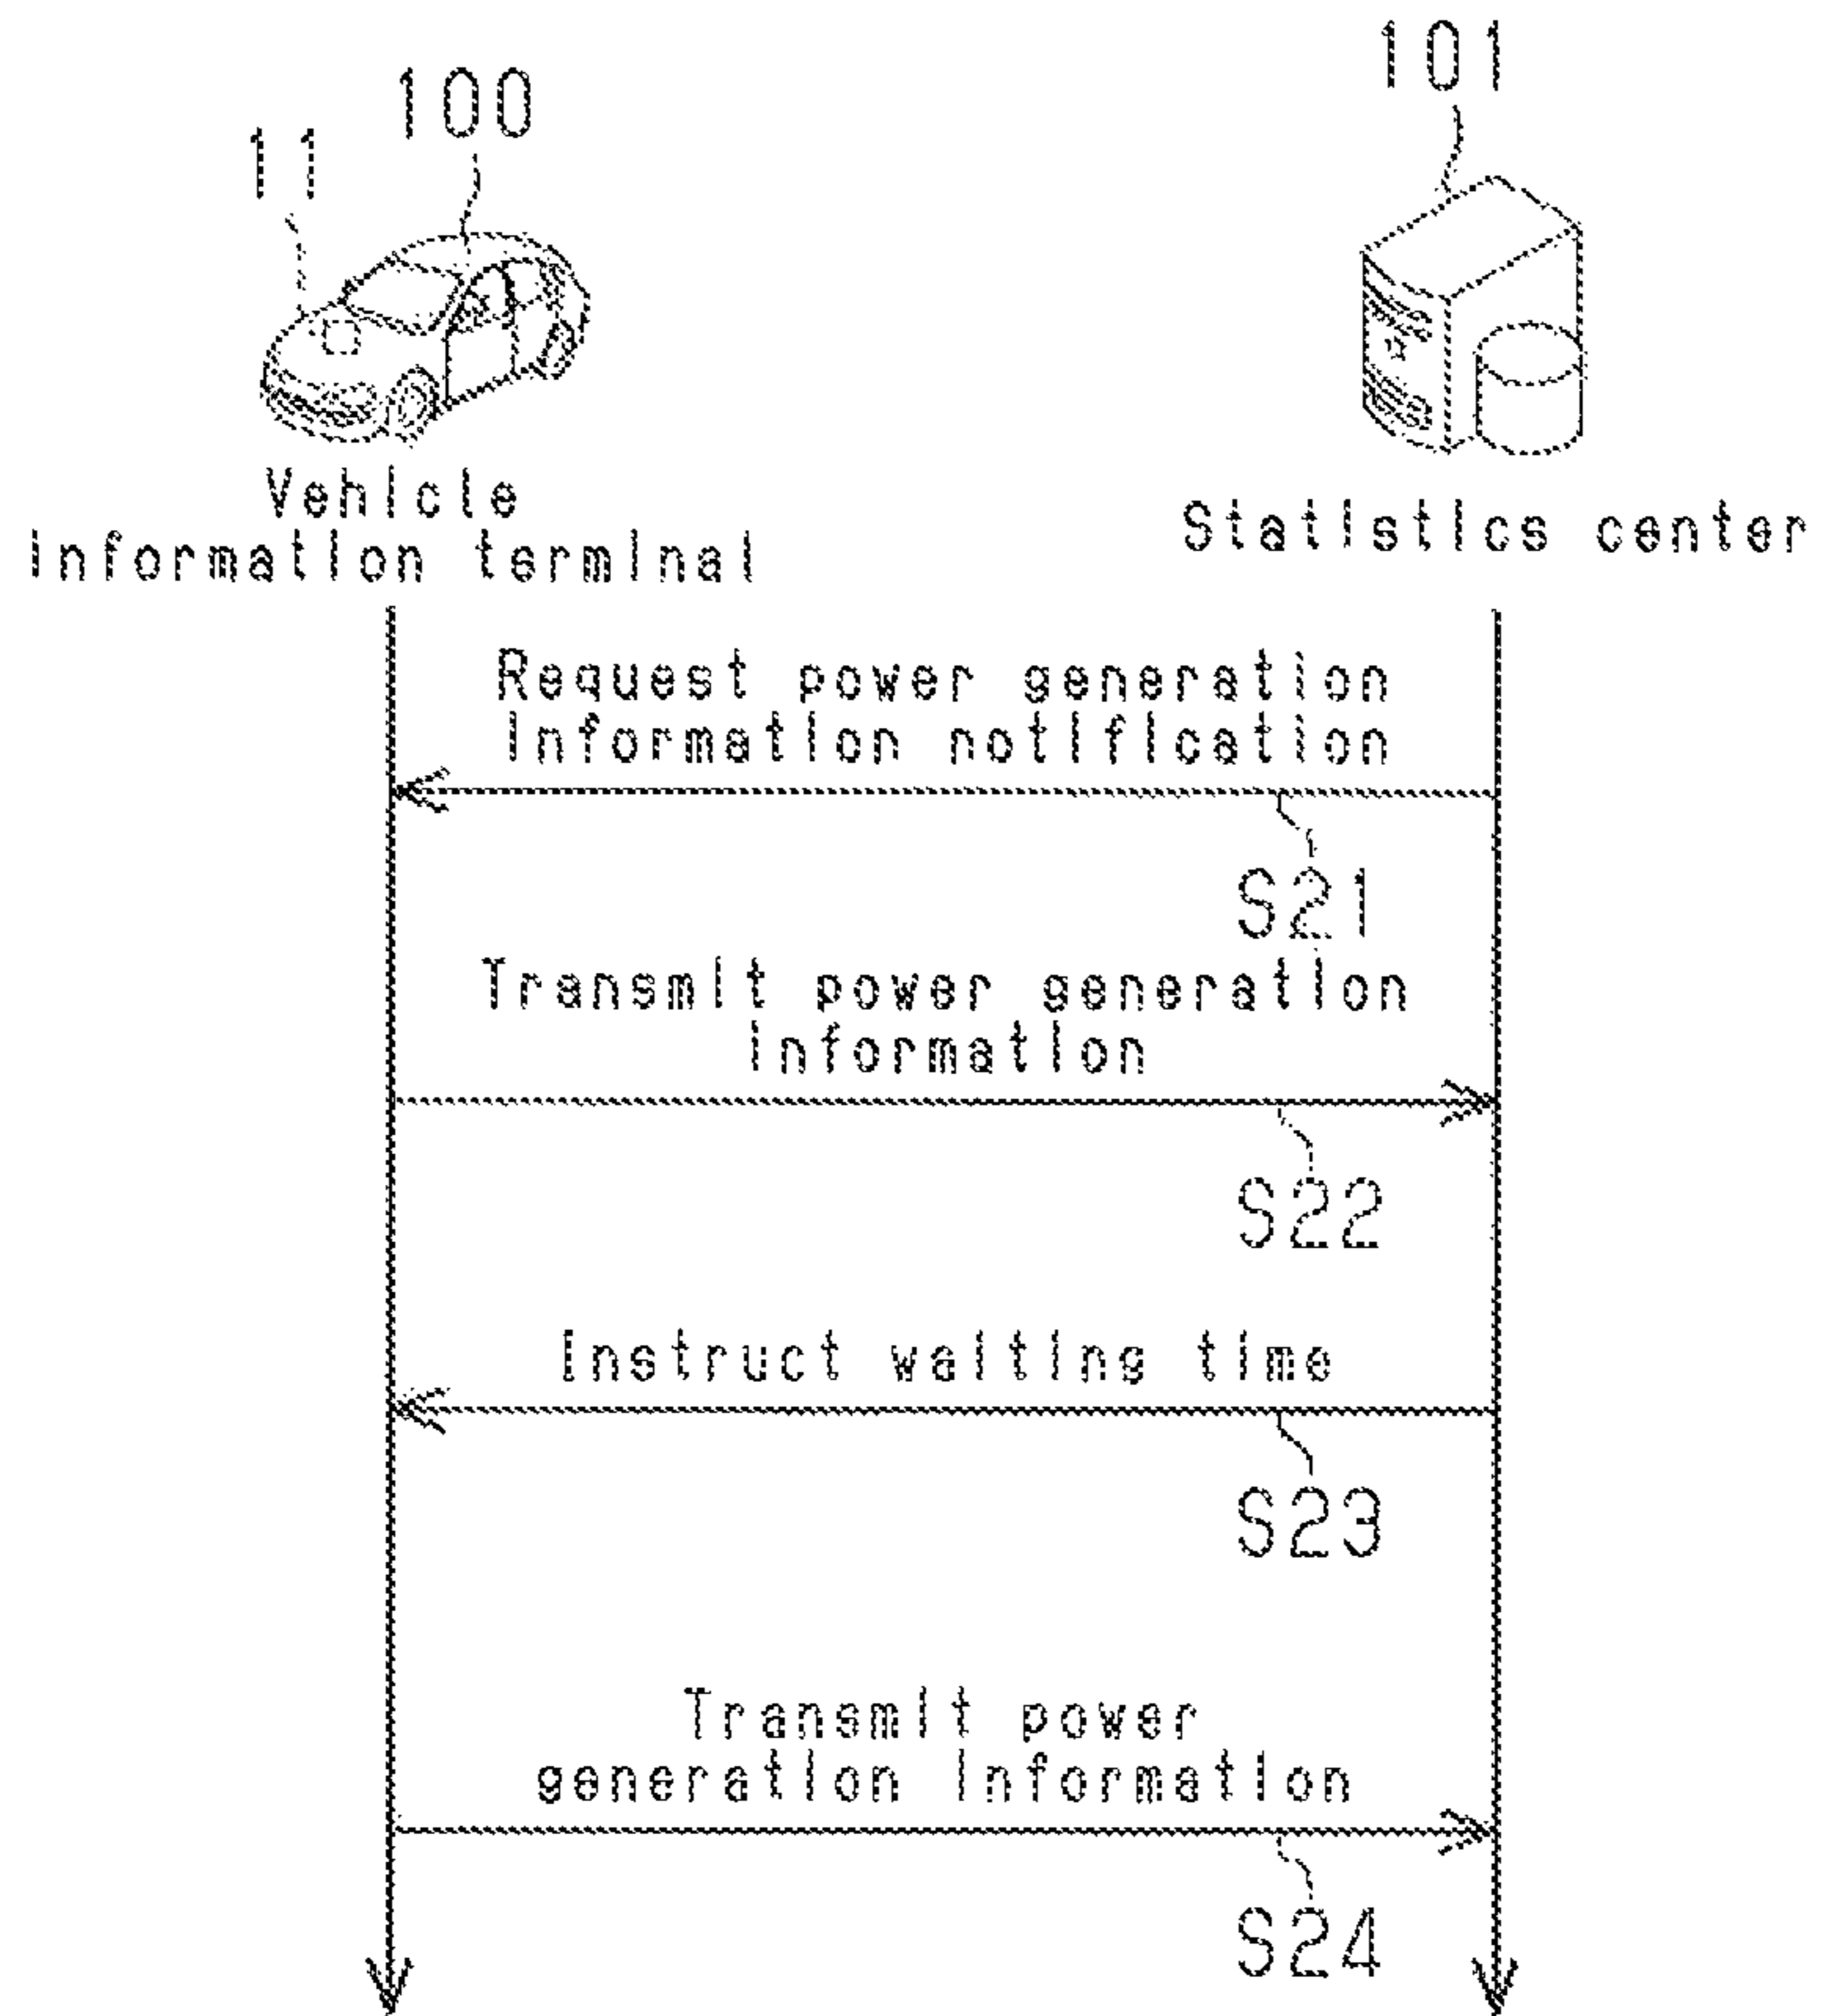 101
100
11
Vehicle
information terminal
Statistics center
Request power generation
information notification
S21
Transmit power generation
information
S22
Instruct waiting time
S23
Transmit power
generation information
S24